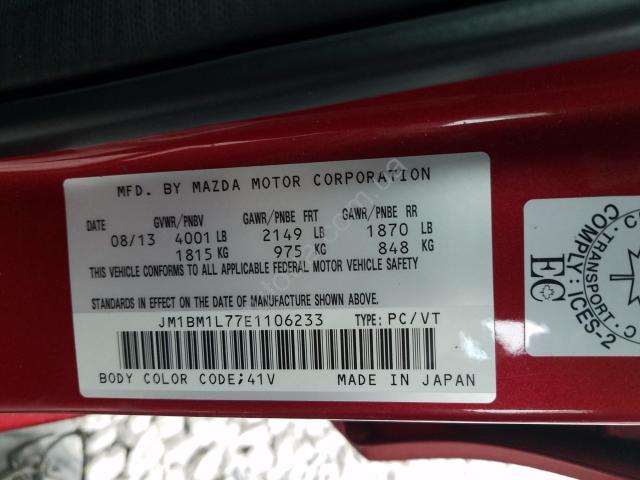 MFD. BY MAZDA MOTOR CORPORATION
DATE GVWR/PNBV GAWR/PNBE FRT GAWR/PNBE RR
08/13 4001 LB 2149 LB 1870 LB
1815 KG 975 KG 848 KG
THIS VEHICLE CONFORMS TO ALL APPLICABLE FEDERAL MOTOR VEHICLE SAFETY
STANDARDS IN EFFECT ON THE DATE OF MANUFACTURE SHOWN ABOVE.
JM1BM1L77E1106233 TYPE: PC/VT
BODY COLOR CODE;41V MADE IN JAPAN
COMPLY: ICES-2
EC
TRANSPORT